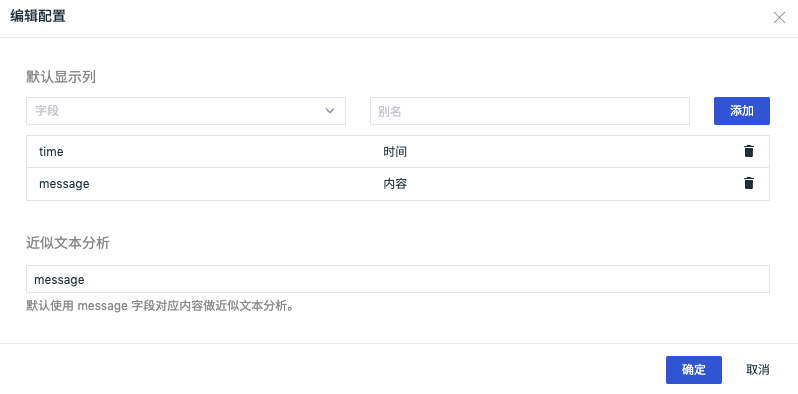 编辑配置
默认显示列
字段 别名 添加
time 时间
message 内容
近似文本分析
message
默认使用 message 字段对应内容做近似文本分析。
确定 取消